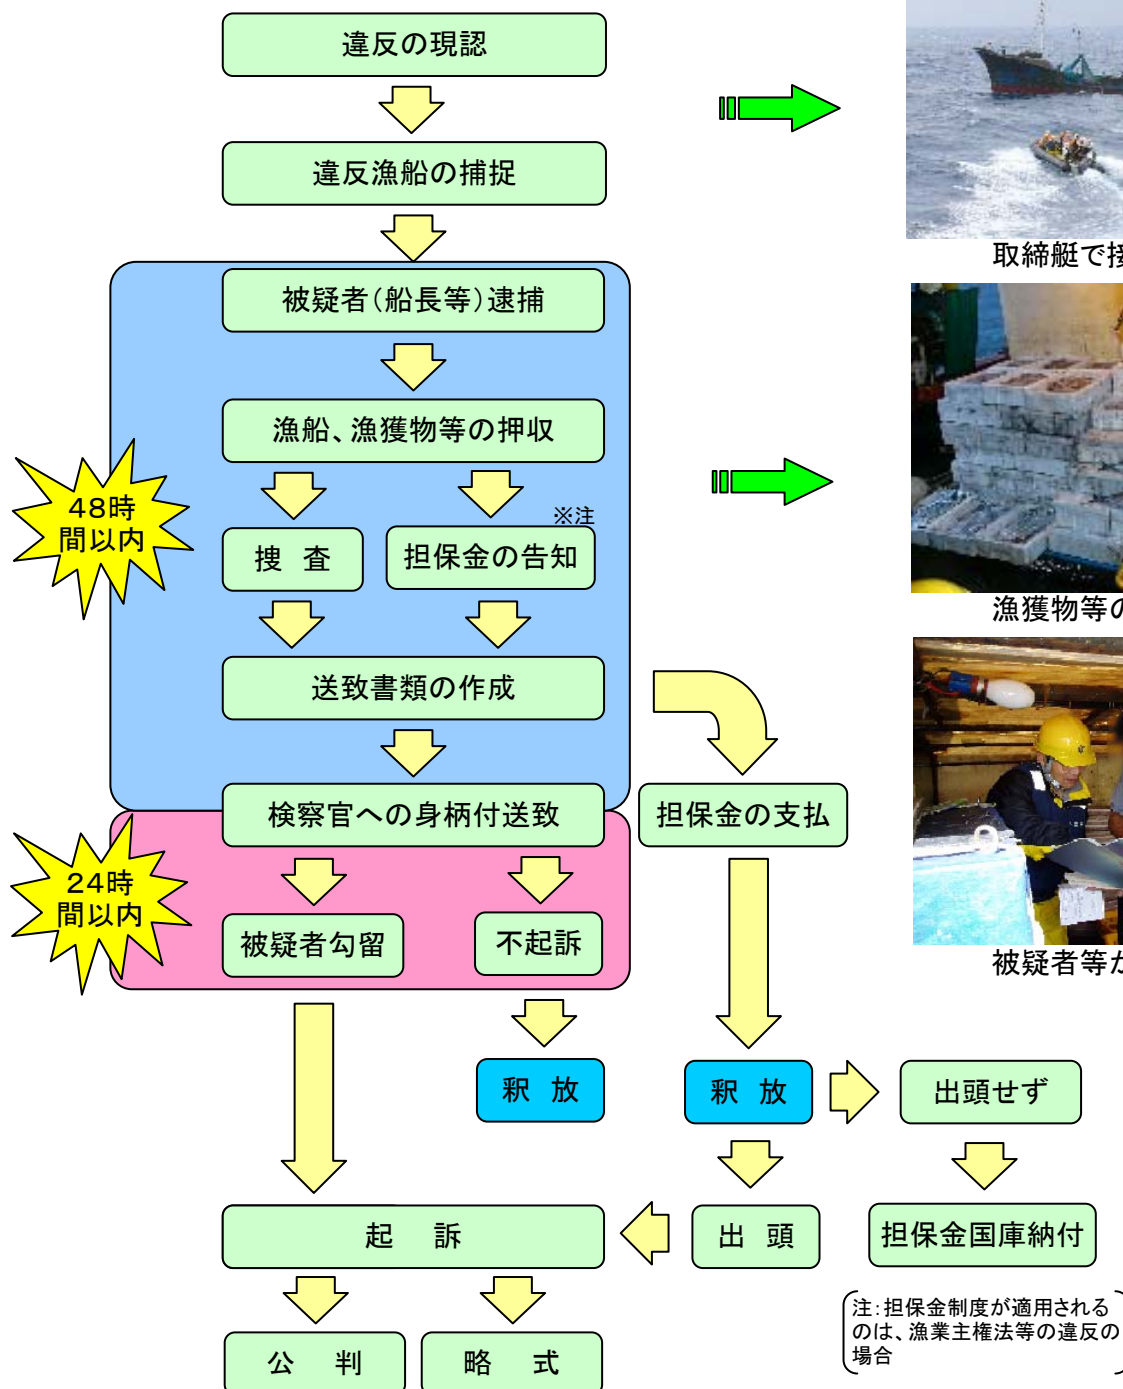 違反の現認
違反漁船の捕捉
取締艇で接
被疑者(船長等)逮捕
漁船、漁獲物等の押収
48時
間以内
※注
捜 査
担保金の告知
漁獲物等の
送致書類の作成
検察官への身柄付送致
担保金の支払
24時
間以内
被疑者勾留
不起訴
被疑者等か
釈 放
釈 放
出頭せず
起 訴
出 頭
担保金国庫納付
注:担保金制度が適用される
のは、漁業主権法等の違反の
場合
公 判
略 式